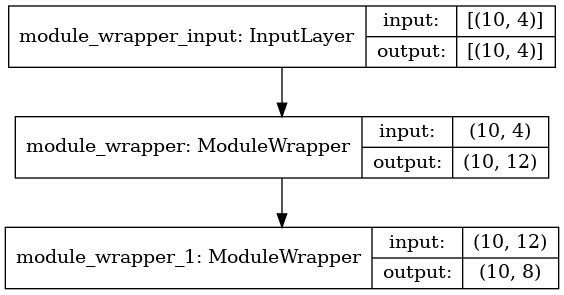 module_wrapper_input: InputLayer
input: [(10, 4)]
output: [(10, 4)]
module_wrapper: ModuleWrapper
input: (10, 4)
output: (10, 12)
module_wrapper_1: ModuleWrapper
input: (10, 12)
output: (10, 8)